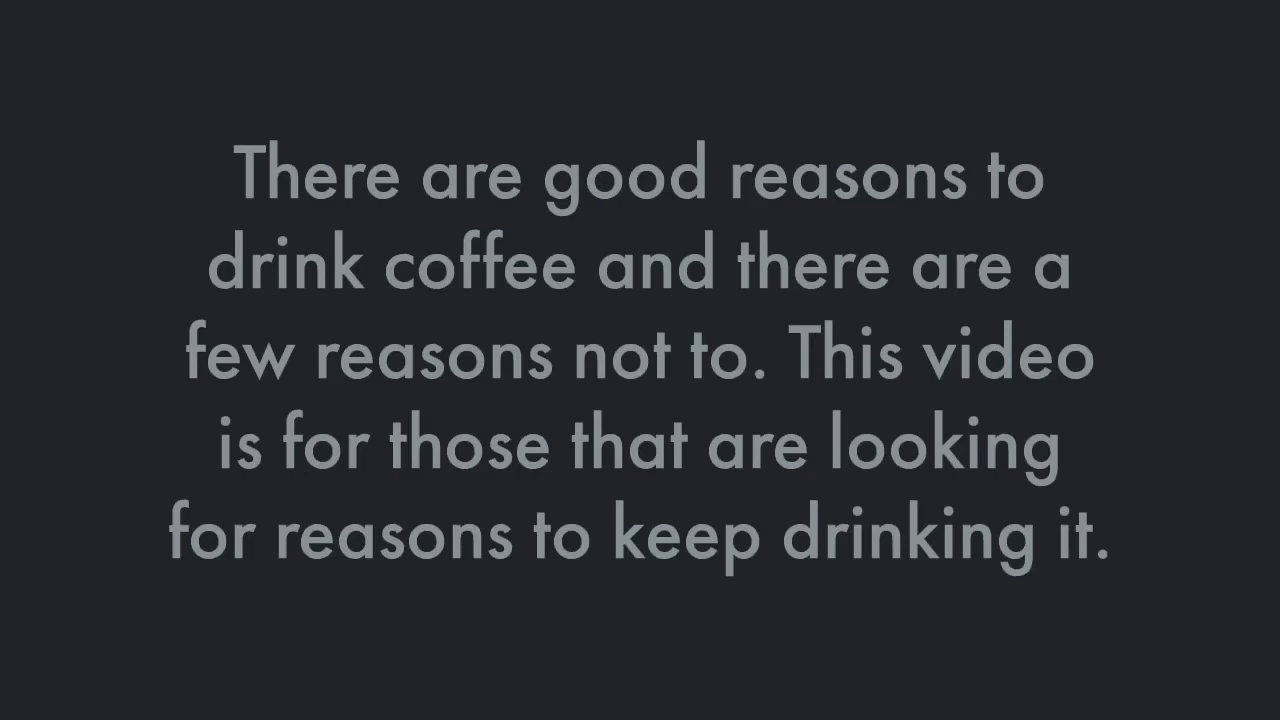 There are good reasons to
drink coffee and there are a
few reasons not to. This video
is for those that are looking
for reasons to keep drinking it.